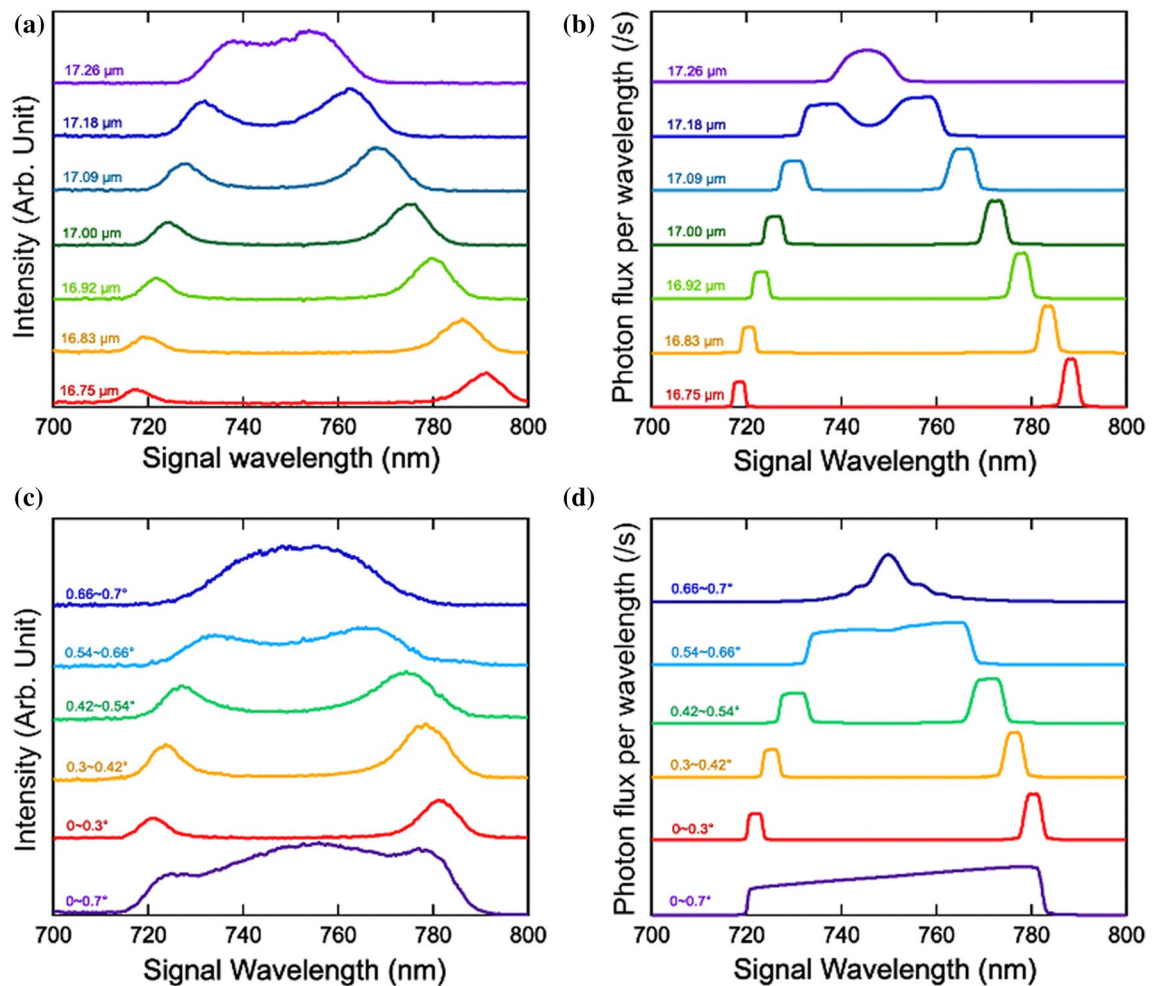 (a)
Intensity (Arb. Unit)
17.26 μm
17.18 μm
17.09 μm
17.00 μm
16.92 μm
16.83 μm
16.75 μm
700 720 740 760 780 800
Signal wavelength (nm)
(b)
Photon flux per wavelength (/s)
17.26 μm
17.18 μm
17.09 μm
17.00 μm
16.92 μm
16.83 μm
16.75 μm
700 720 740 760 780 800
Signal Wavelength (nm)
(c)
Intensity (Arb. Unit)
0.66~0.7°
0.54~0.66°
0.42~0.54°
0.3~0.42°
0~0.3°
0~0.7°
700 720 740 760 780 800
Signal Wavelength (nm)
(d)
Photon flux per wavelength (/s)
0.66~0.7°
0.54~0.66°
0.42~0.54°
0.3~0.42°
0~0.3°
0~0.7°
700 720 740 760 780 800
Signal Wavelength (nm)